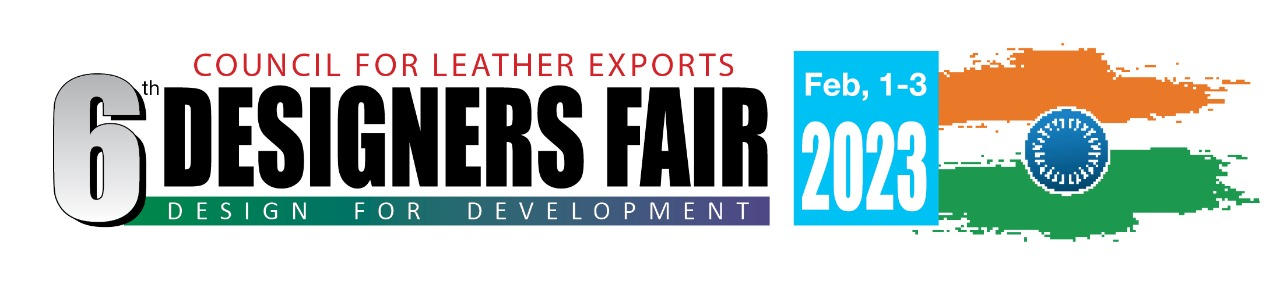 COUNCIL FOR LEATHER EXPORTS
6th DESIGNERS FAIR
DESIGN FOR DEVELOPMENT
Feb, 1-3
2023